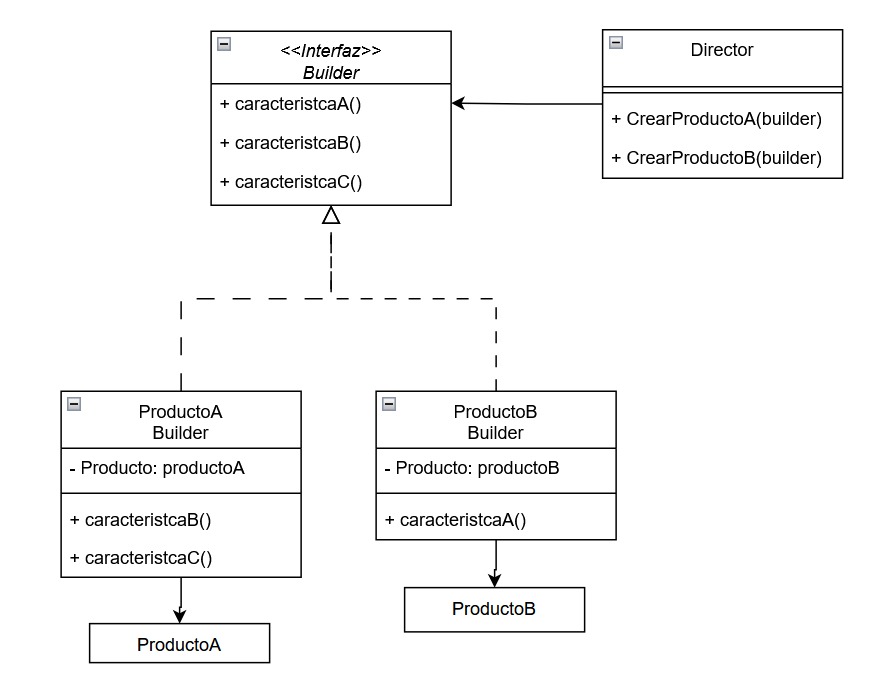 <<Interfaz>>
Builder
+ caracteristcaA()
+ caracteristcaB()
+ caracteristcaC()
Director
+ CrearProductoA(builder)
+ CrearProductoB(builder)
ProductoA
Builder
- Producto: productoA
+ caracteristcaB()
+ caracteristcaC()
ProductoA
ProductoB
Builder
- Producto: productoB
+ caracteristcaA()
ProductoB